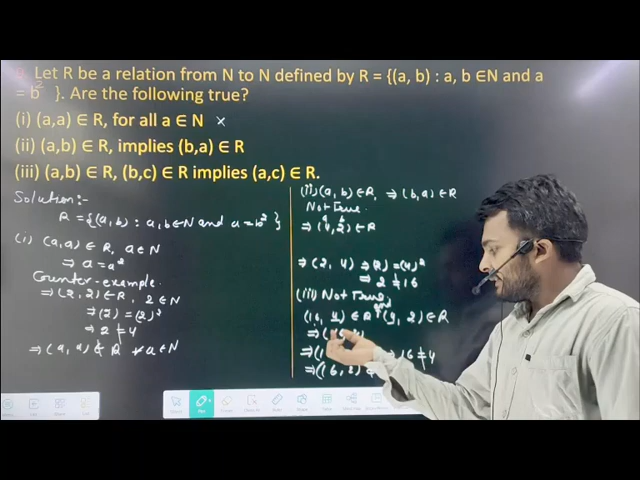 Let R be a relation from N to N defined by R = {(a, b) : a, b ∈N and a
= b² }. Are the following true?
(i) (a,a) ∈ R, for all a ∈ N ×
(ii) (a,b) ∈ R, implies (b,a) ∈ R
(iii) (a,b) ∈ R, (b,c) ∈ R implies (a,c) ∈ R.
Solution:-
R = {(a, b) : a, b ∈ N and a = b² }
(i) (a, a) ∈ R, a ∈ N
⇒ a = a²
Counter-example.
⇒ (2, 2) ∈ R, 2 ∈ N
⇒ (2) = (2)²
⇒ 2 ≠ 4
⇒ (a, a) ∉ R ∀ a ∈ N
(ii) (a, b) ∈ R, ⇒ (b, a) ∈ R
Not True.
⇒ (4, 2) ∈ R
⇒ (2, 4) ⇒ (2) = (4)²
⇒ 2 ≠ 16
(iii) Not True,
(16, 4) ∈ R and (4, 2) ∈ R
16 ≠ 4
⇒ (16, 2)